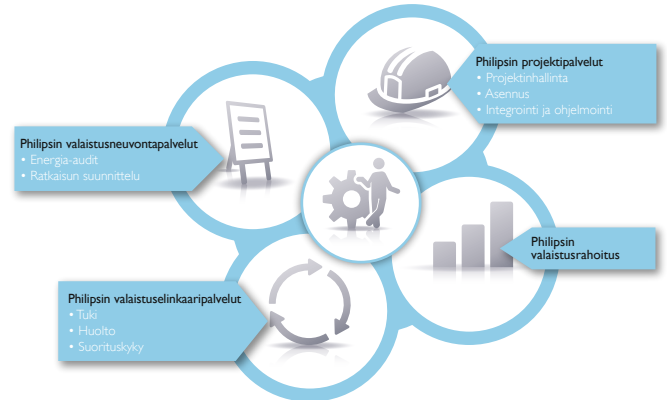 Philipsin projektipalvelut
• Projektinhallinta
• Asennus
• Integrointi ja ohjelmointi
Philipsin valaistusneuvontapalvelut
• Energia-audit
• Ratkaisun suunnittelu
Philipsin
valaistusrahoitus
Philipsin valaistuselinkaaripalvelut
• Tuki
• Huolto
• Suorituskyky